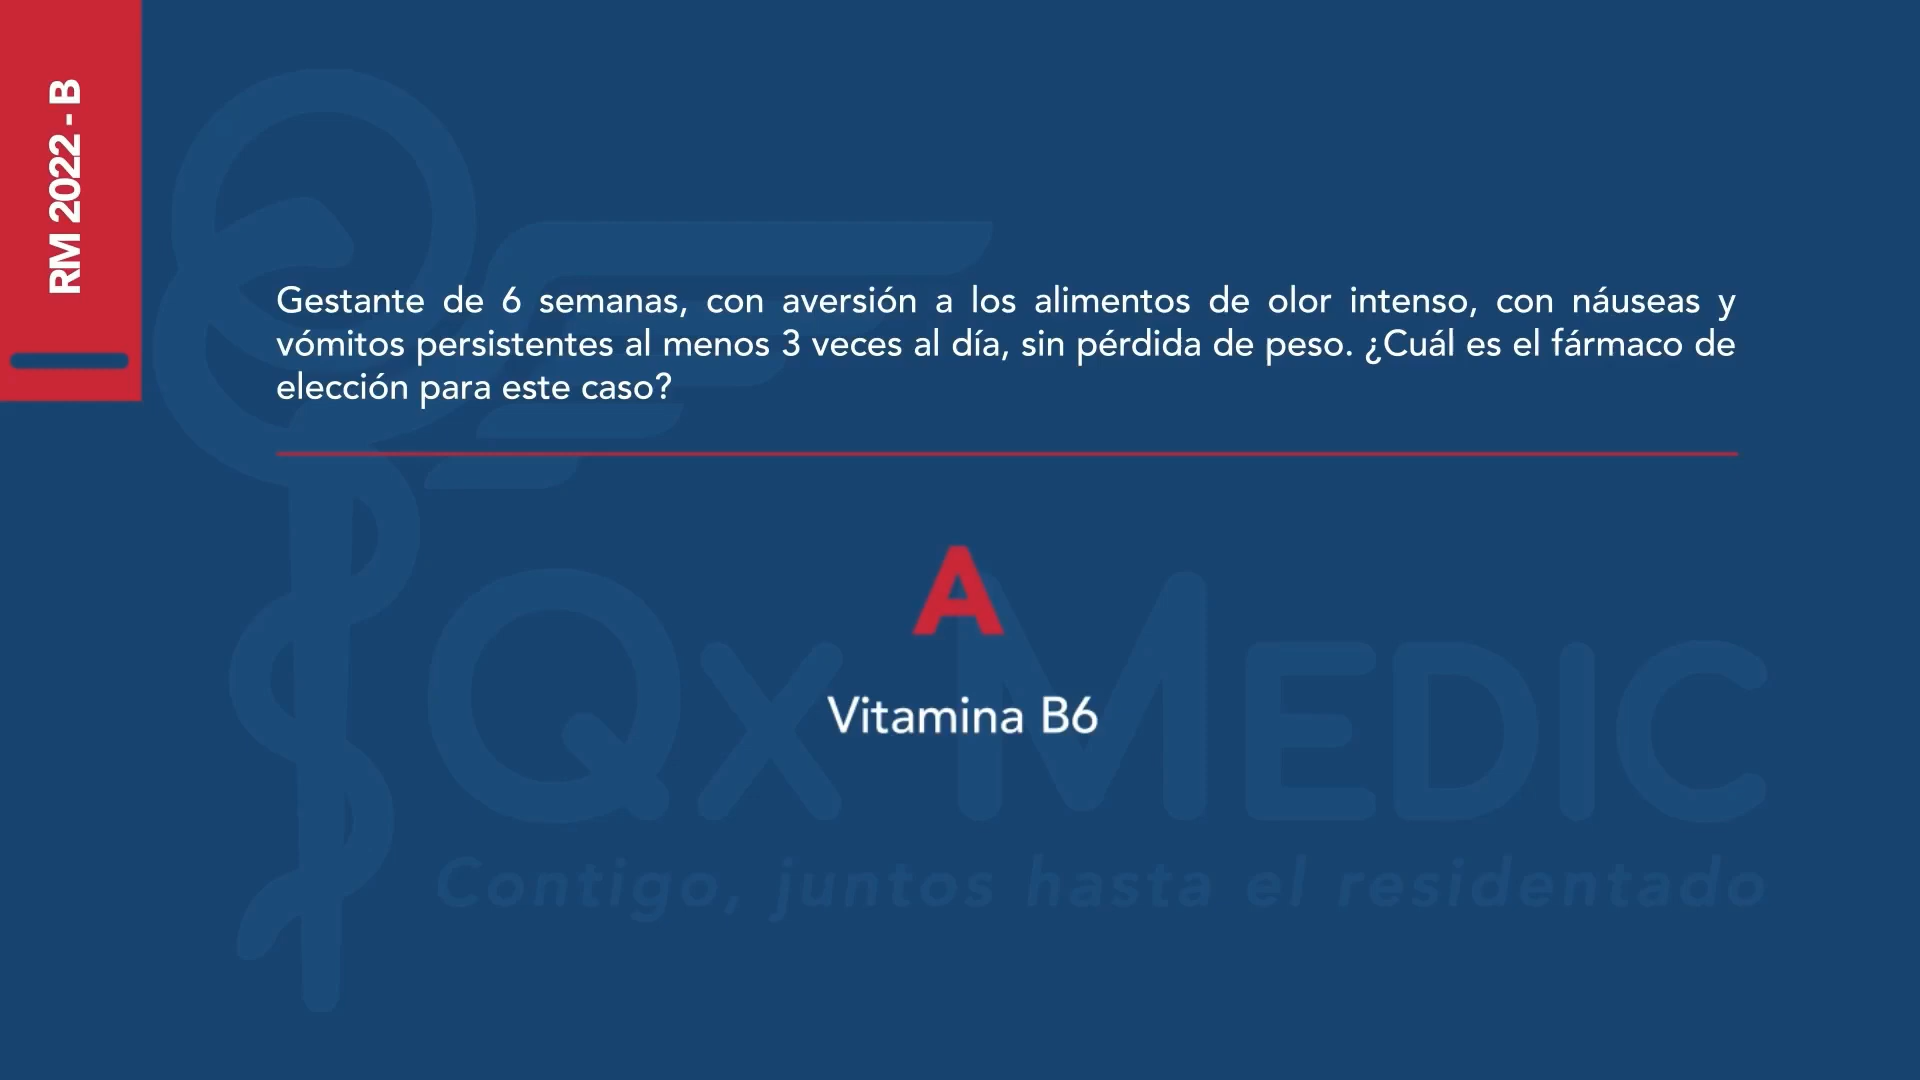 RM 2022 - B
Gestante de 6 semanas, con aversión a los alimentos de olor intenso, con náuseas y
vómitos persistentes al menos 3 veces al día, sin pérdida de peso. ¿Cuál es el fármaco de
elección para este caso?
A
Vitamina B6
Qx MEDIC
Contigo, juntos hasta el residentado